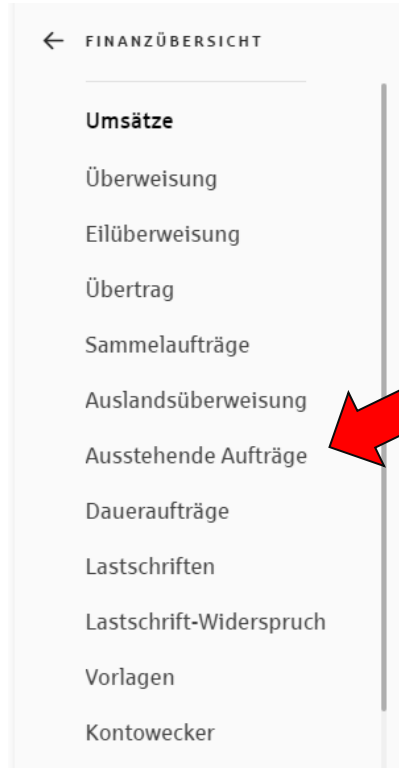 ← FINANZÜBERSICHT
Umsätze
Überweisung
Eilüberweisung
Übertrag
Sammelaufträge
Auslandsüberweisung
Ausstehende Aufträge
Daueraufträge
Lastschriften
Lastschrift-Widerspruch
Vorlagen
Kontowecker